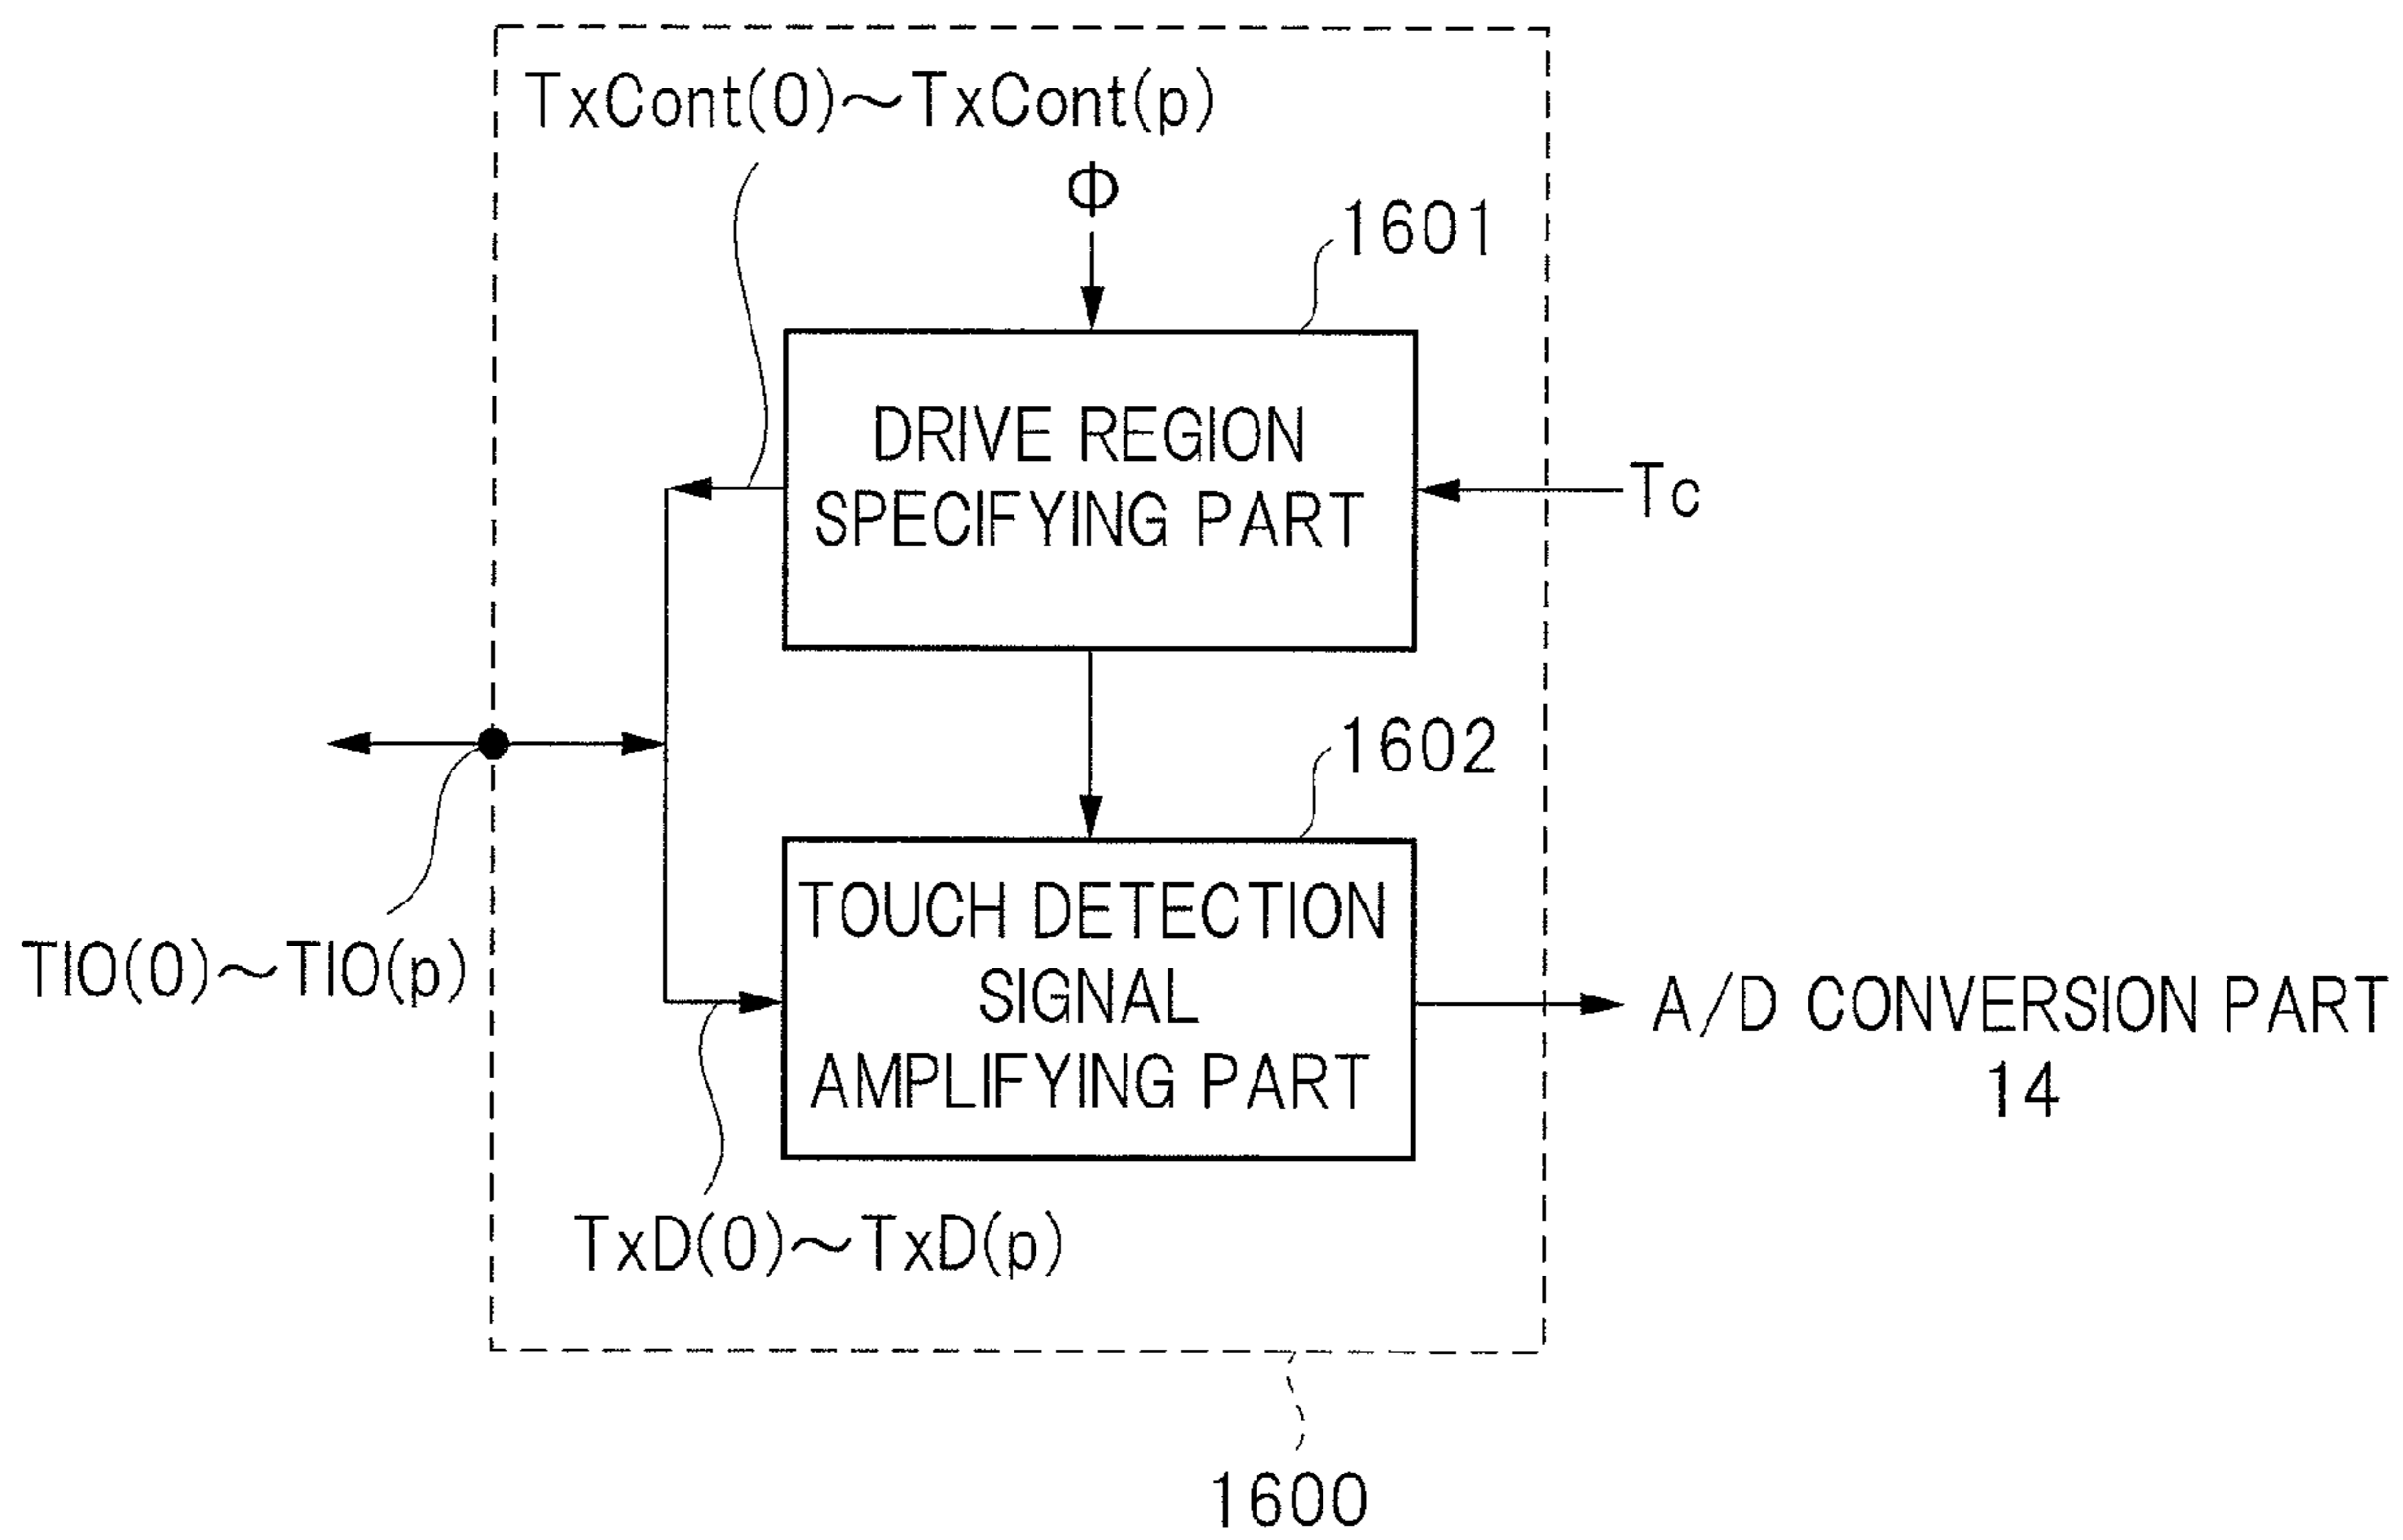 TxCont(0)～TxCont(p)
Φ
1601
DRIVE REGION
SPECIFYING PART
Tc
1602
TOUCH DETECTION
SIGNAL
AMPLIFYING PART
TIO(0)～TIO(p)
A/D CONVERSION PART
14
TxD(0)～TxD(p)
1600